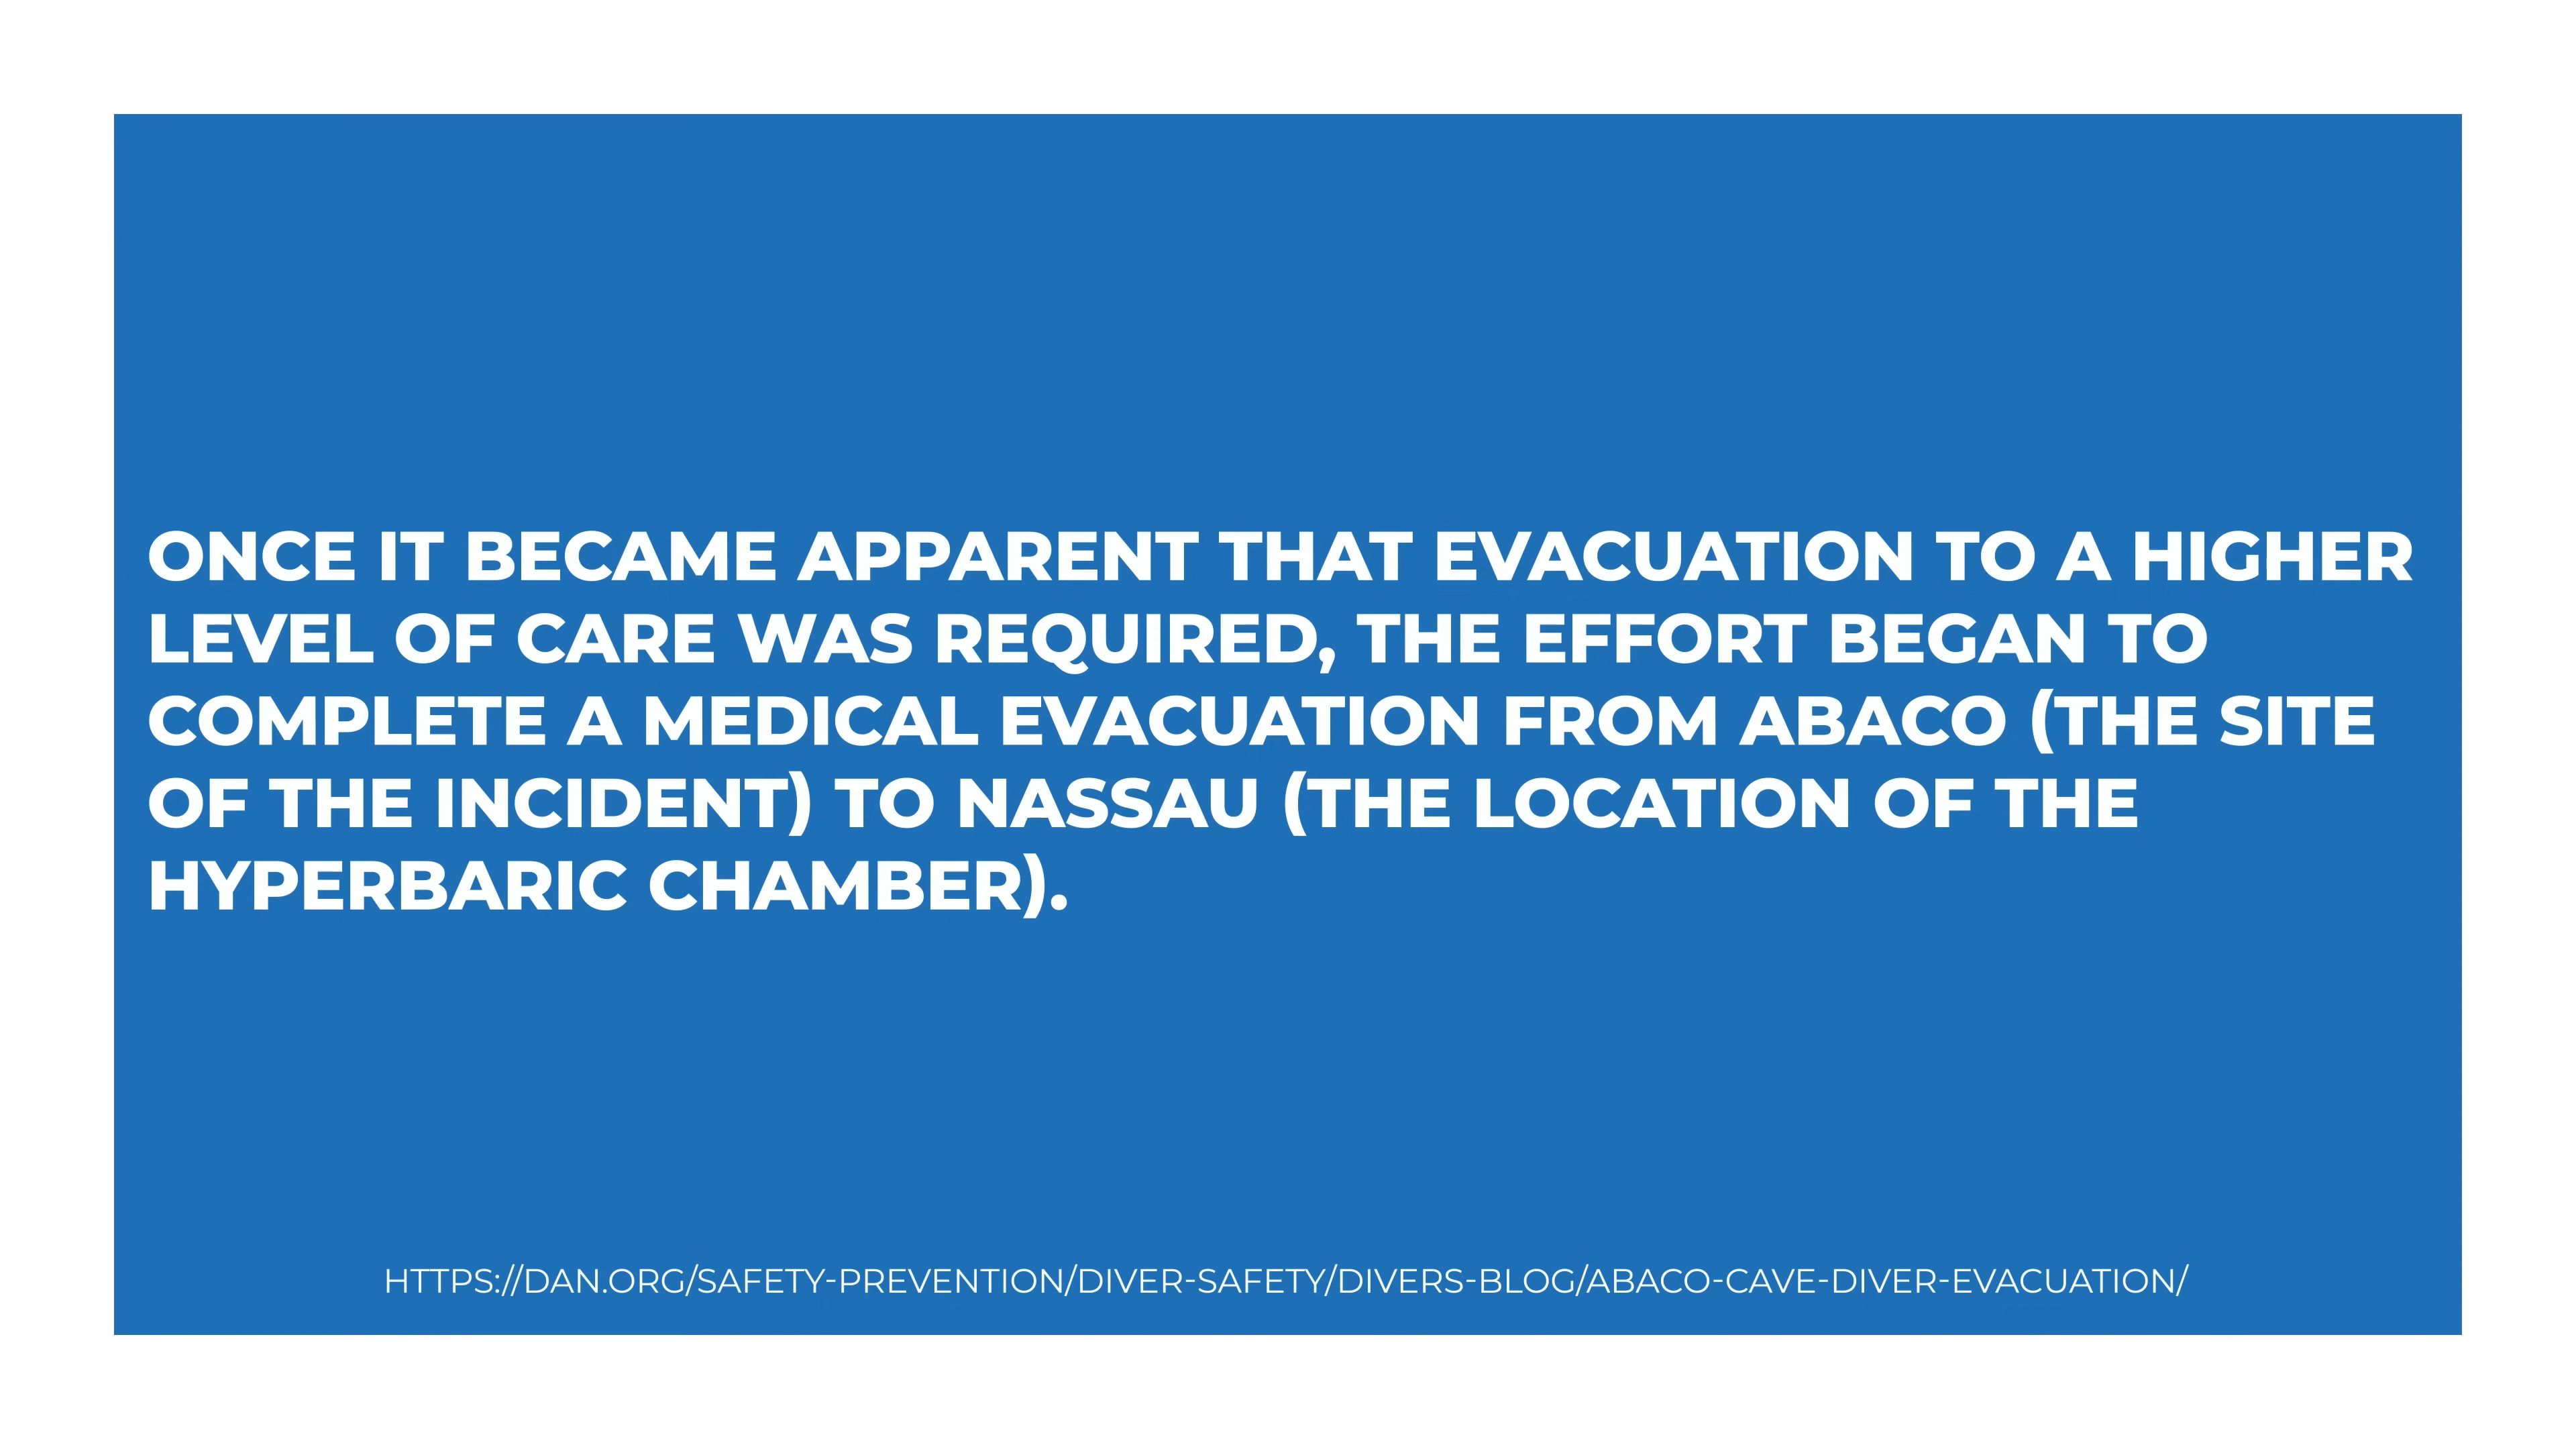 ONCE IT BECAME APPARENT THAT EVACUATION TO A HIGHER
LEVEL OF CARE WAS REQUIRED, THE EFFORT BEGAN TO
COMPLETE A MEDICAL EVACUATION FROM ABACO (THE SITE
OF THE INCIDENT) TO NASSAU (THE LOCATION OF THE
HYPERBARIC CHAMBER).
HTTPS://DAN.ORG/SAFETY-PREVENTION/DIVER-SAFETY/DIVERS-BLOG/ABACO-CAVE-DIVER-EVACUATION/